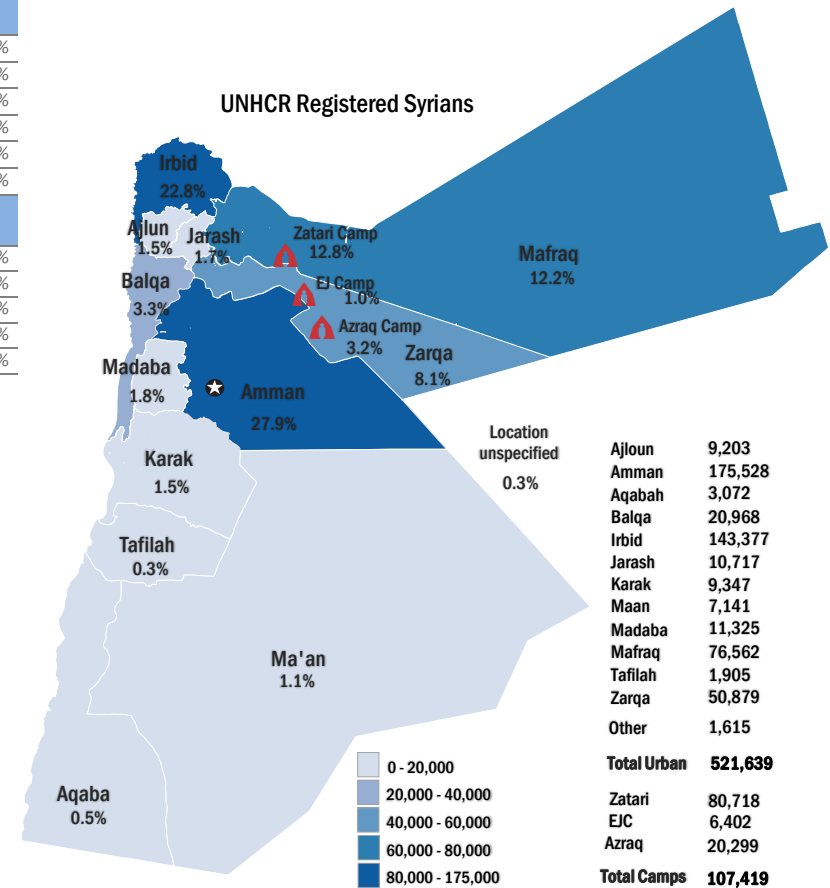 %
%
%
%
%
%
%
%
%
%
%
UNHCR Registered Syrians
Irbid
22.8%
Ajlun
1.5%
Jarash
1.7%
Zatari Camp
12.8%
Mafraq
12.2%
Balqa
3.3%
EJ Camp
1.0%
Azraq Camp
3.2%
Zarqa
8.1%
Madaba
1.8%
Amman
27.9%
Location
unspecified
0.3%
Karak
1.5%
Tafilah
0.3%
Ma'an
1.1%
Aqaba
0.5%
0 - 20,000
20,000 - 40,000
40,000 - 60,000
60,000 - 80,000
80,000 - 175,000
Ajloun 9,203
Amman 175,528
Aqabah 3,072
Balqa 20,968
Irbid 143,377
Jarash 10,717
Karak 9,347
Maan 7,141
Madaba 11,325
Mafraq 76,562
Tafilah 1,905
Zarqa 50,879
Other 1,615
Total Urban 521,639
Zatari 80,718
EJC 6,402
Azraq 20,299
Total Camps 107,419